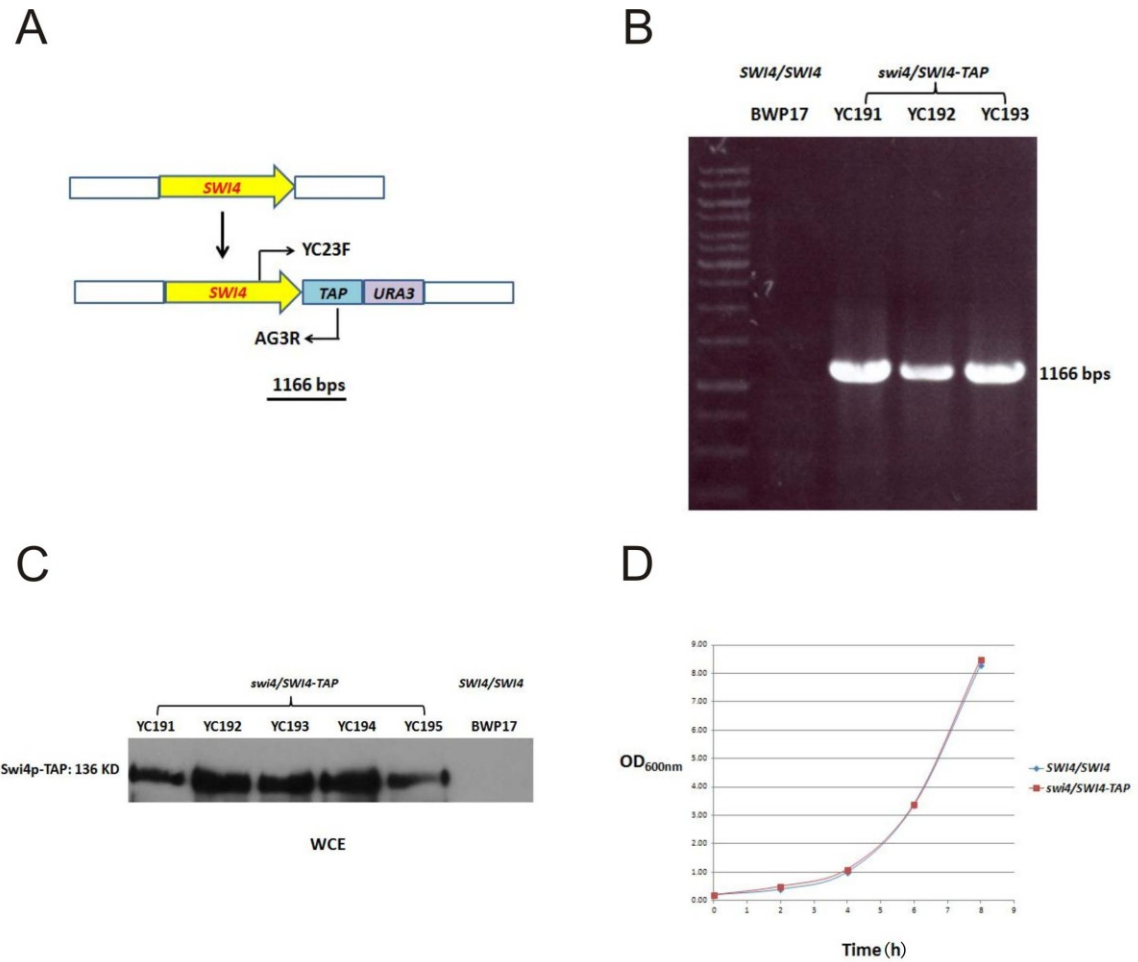 A
SWI4
YC23F
SWI4 TAP URA3
AG3R
1166 bps
B
SWI4/SWI4 swi4/SWI4-TAP
BWP17 YC191 YC192 YC193
1166 bps
C
swi4/SWI4-TAP SWI4/SWI4
YC191 YC192 YC193 YC194 YC195 BWP17
Swi4p-TAP: 136 KD
WCE
D
9.00
8.00
7.00
6.00
5.00
4.00
3.00
2.00
1.00
0.00
0 1 2 3 4 5 6 7 8 9
OD600nm
SWI4/SWI4
swi4/SWI4-TAP
Time (h)